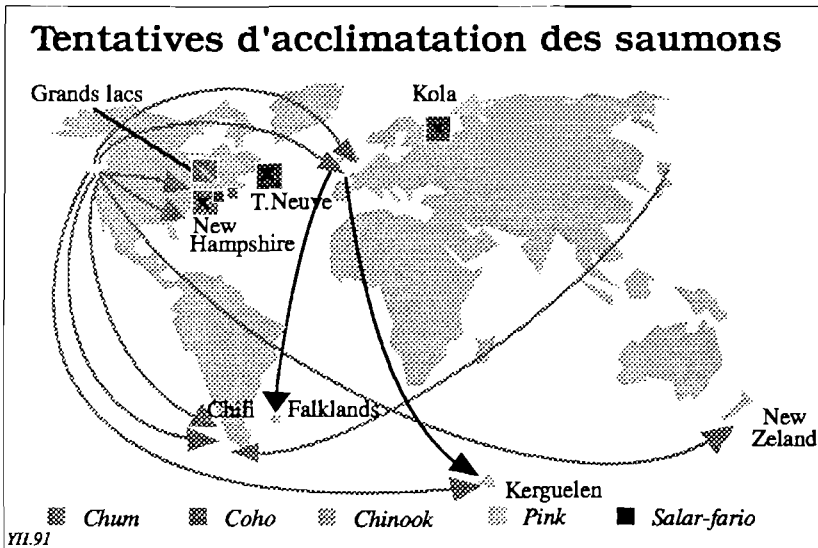 Tentatives d'acclimatation des saumons
Grands lacs
Kola
T.Neuve
New
Hampshire
Chili
Falklands
New
Zeland
Kerguelen
Chum
Coho
Chinook
Pink
Salar-fario
YH.91